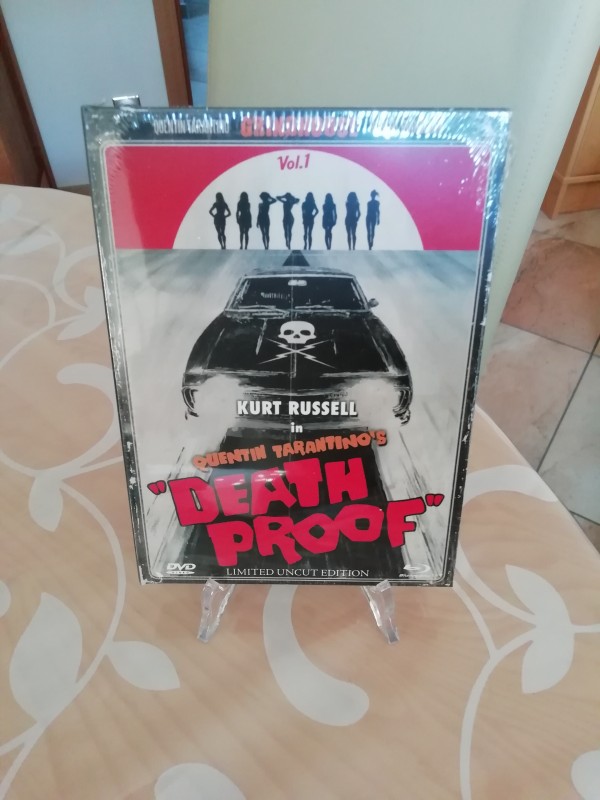 QUENTIN TARANTINO GRINDHOUSE
Vol.1
KURT RUSSELL
in
QUENTIN TARANTINO'S
"DEATH
PROOF"
DVD
LIMITED UNCUT EDITION